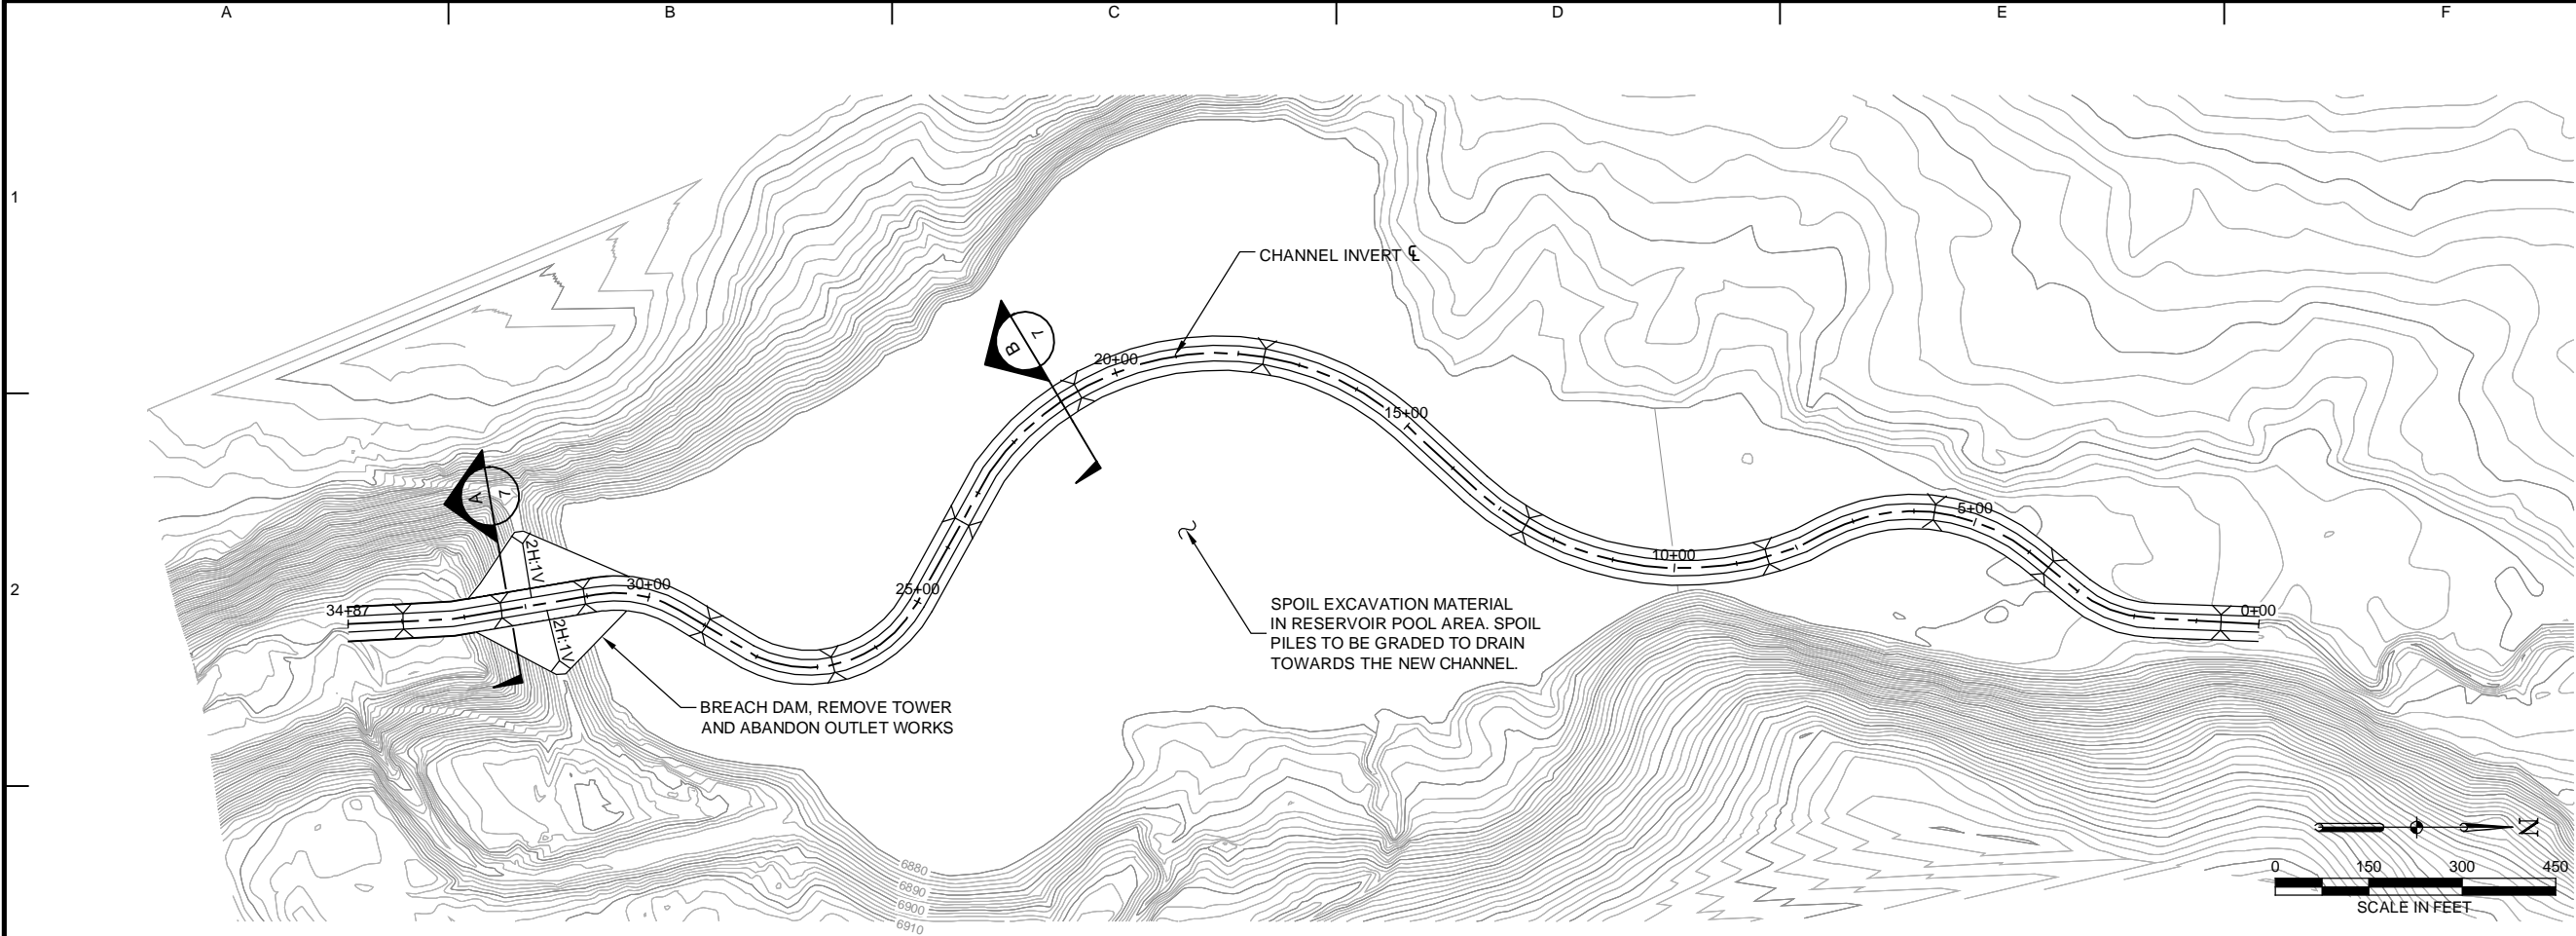 A
B
C
D
E
F
1
CHANNEL INVERT ℄
B
7
20+00
15+00
A
7
2H:1V
5+00
10+00
2
30+00
25+00
34+87
0+00
2H:1V
SPOIL EXCAVATION MATERIAL
IN RESERVOIR POOL AREA. SPOIL
PILES TO BE GRADED TO DRAIN
TOWARDS THE NEW CHANNEL.
BREACH DAM, REMOVE TOWER
AND ABANDON OUTLET WORKS
N
6880
6890
6900
6910
0 150 300 450
SCALE IN FEET